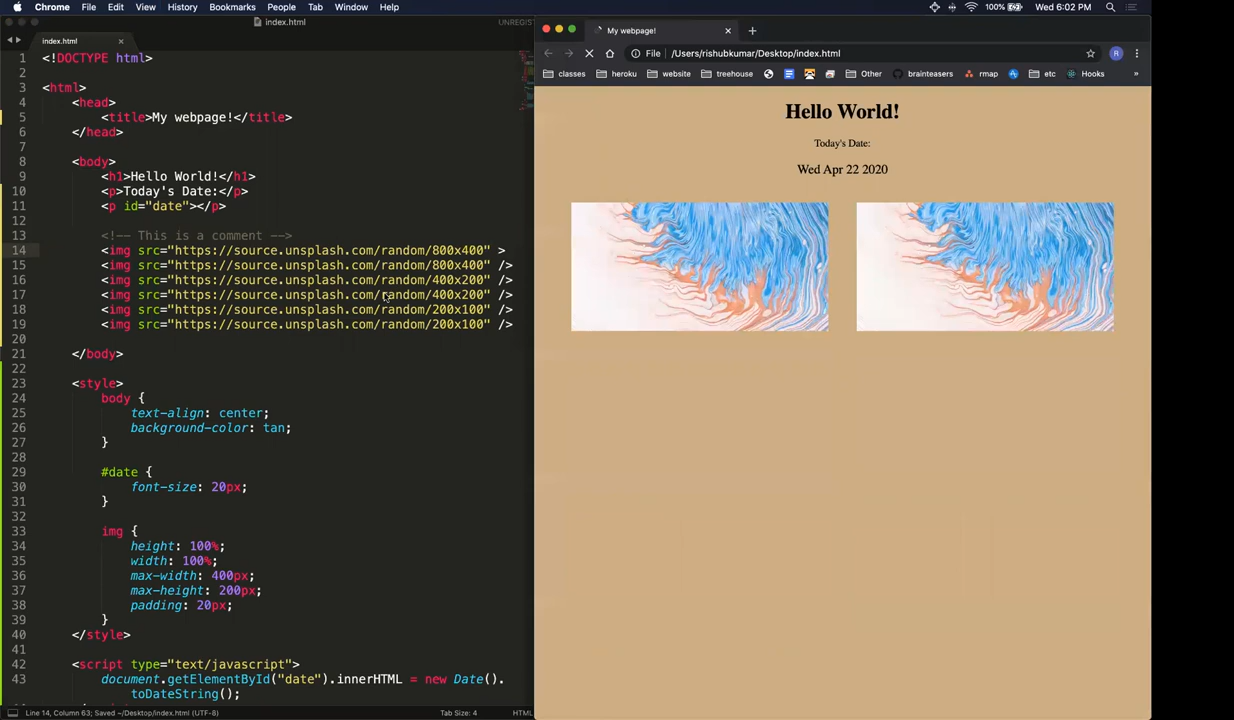 Chrome File Edit View History Bookmarks People Tab Window Help 100% Wed 6:02 PM
index.html UNREGIST
index.html
1 <!DOCTYPE html>
2
3 <html>
4 <head>
5 <title>My webpage!</title>
6 </head>
7
8 <body>
9 <h1>Hello World!</h1>
10 <p>Today's Date:</p>
11 <p id="date"></p>
12
13 <!-- This is a comment -->
14 <img src="https://source.unsplash.com/random/800x400" >
15 <img src="https://source.unsplash.com/random/800x400" />
16 <img src="https://source.unsplash.com/random/400x200" />
17 <img src="https://source.unsplash.com/random/400x200" />
18 <img src="https://source.unsplash.com/random/200x100" />
19 <img src="https://source.unsplash.com/random/200x100" />
20
21 </body>
22
23 <style>
24 body {
25 text-align: center;
26 background-color: tan;
27 }
28
29 #date {
30 font-size: 20px;
31 }
32
33 img {
34 height: 100%;
35 width: 100%;
36 max-width: 400px;
37 max-height: 200px;
38 padding: 20px;
39 }
40 </style>
41
42 <script type="text/javascript">
43 document.getElementById("date").innerHTML = new Date().
toDateString();
Line 14, Column 63; Saved ~/Desktop/index.html (UTF-8) Tab Size: 4 HTML
My webpage!
File /Users/rishubkumar/Desktop/index.html R
classes heroku website treehouse Other brainteasers rmap etc Hooks »
Hello World!
Today's Date:
Wed Apr 22 2020